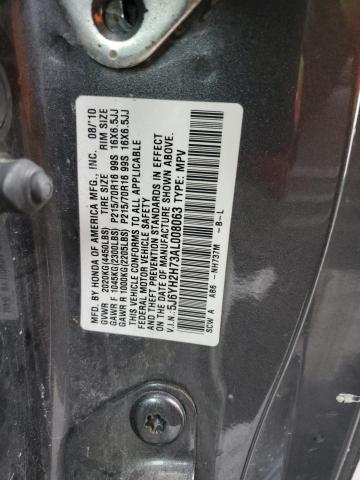 MFD. BY HONDA OF AMERICA MFG., INC. 08/'10
TIRE SIZE RIM SIZE
GVWR 2020KG(4450LBS)
GAWR F 1045KG(2300LBS) P215/70R16 99S 16X6.5JJ
GAWR R 1000KG(2205LBS) P215/70R16 99S 16X6.5JJ
THIS VEHICLE CONFORMS TO ALL APPLICABLE
FEDERAL MOTOR VEHICLE SAFETY AND THEFT
PREVENTION STANDARDS IN EFFECT
ON THE DATE OF MANUFACTURE SHOWN ABOVE.
V.I.N.: 5J6YH2H73AL008063 TYPE: MPV
SCW A A86 -NH737M -B-L